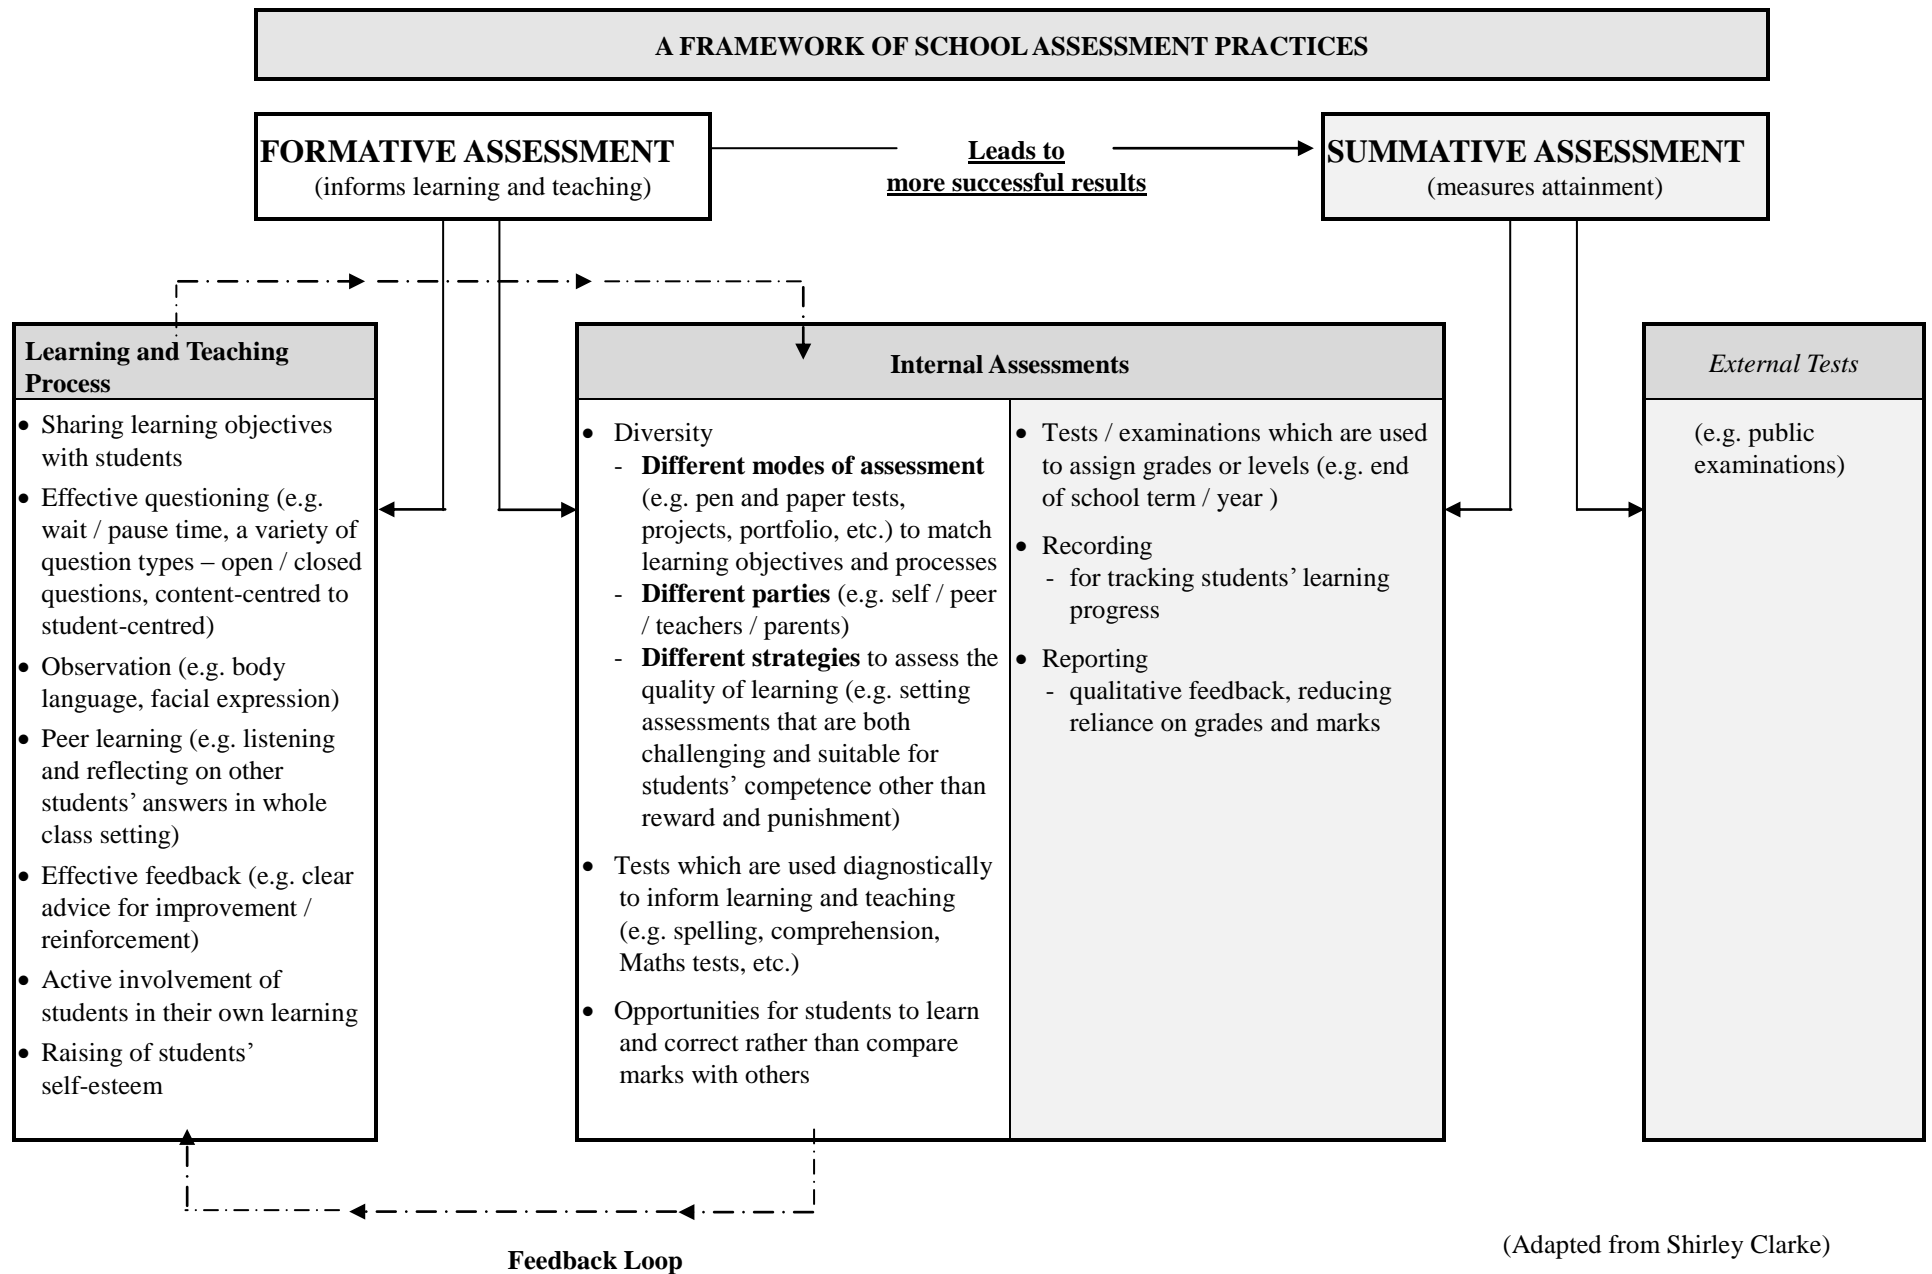 A FRAMEWORK OF SCHOOL ASSESSMENT PRACTICES
FORMATIVE ASSESSMENT
(informs learning and teaching)
Leads to
more successful results
SUMMATIVE ASSESSMENT
(measures attainment)
Learning and Teaching
Process
• Sharing learning objectives
with students
• Effective questioning (e.g.
wait / pause time, a variety of
question types – open / closed
questions, content-centred to
student-centred)
• Observation (e.g. body
language, facial expression)
• Peer learning (e.g. listening
and reflecting on other
students’ answers in whole
class setting)
• Effective feedback (e.g. clear
advice for improvement /
reinforcement)
• Active involvement of
students in their own learning
• Raising of students’
self-esteem
Internal Assessments
• Diversity
- Different modes of assessment
(e.g. pen and paper tests,
projects, portfolio, etc.) to match
learning objectives and processes
- Different parties (e.g. self / peer
/ teachers / parents)
- Different strategies to assess the
quality of learning (e.g. setting
assessments that are both
challenging and suitable for
students’ competence other than
reward and punishment)
• Tests which are used diagnostically
to inform learning and teaching
(e.g. spelling, comprehension,
Maths tests, etc.)
• Opportunities for students to learn
and correct rather than compare
marks with others
• Tests / examinations which are used
to assign grades or levels (e.g. end
of school term / year )
• Recording
- for tracking students’ learning
progress
• Reporting
- qualitative feedback, reducing
reliance on grades and marks
External Tests
(e.g. public
examinations)
Feedback Loop
(Adapted from Shirley Clarke)